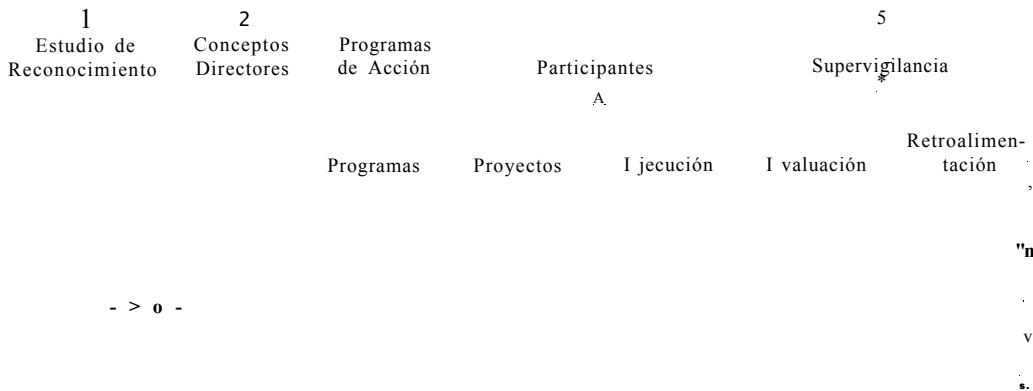 1 2 5
Estudio de Conceptos Programas
Reconocimiento Directores de Acción Participantes Supervigilancia
*
A
Retroalimen-
Programas Proyectos I jecución I valuación tación
,
"n
- > o -
.
v
s.